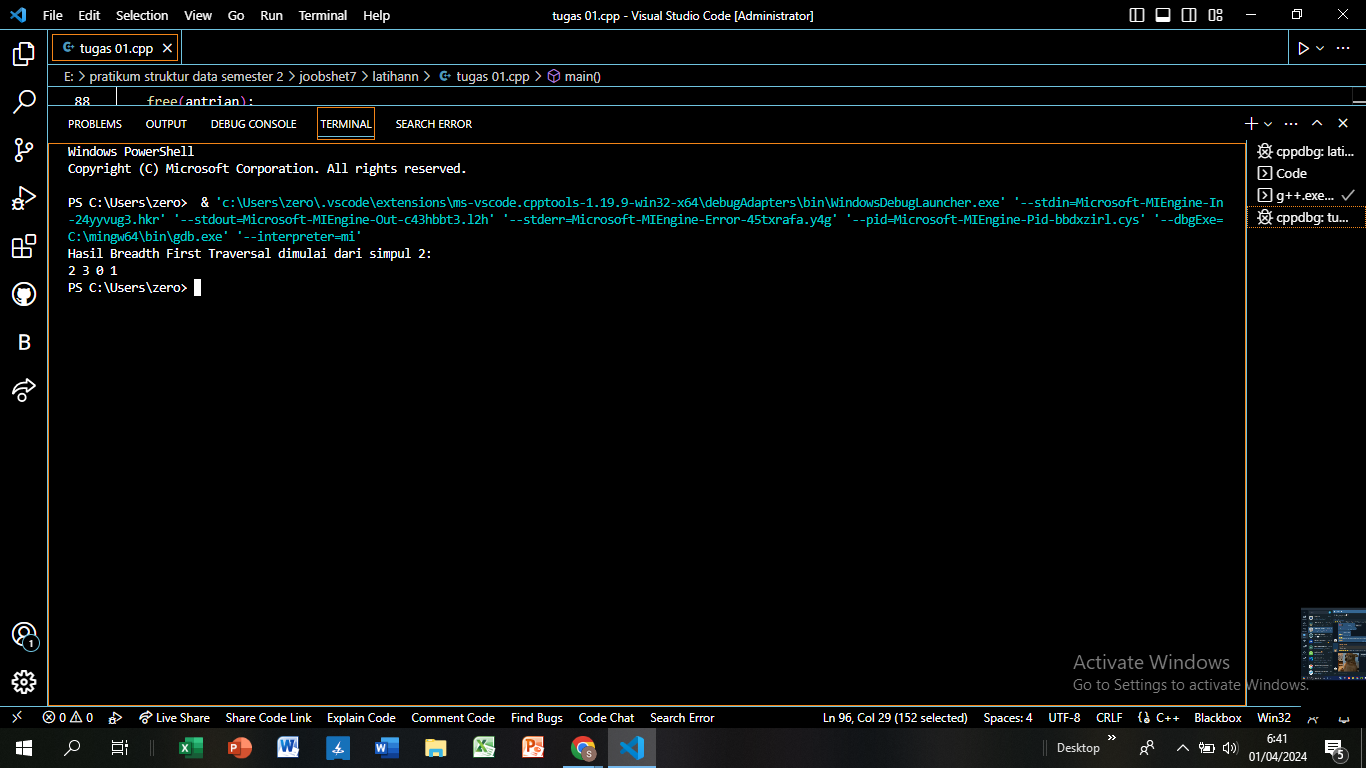 File Edit Selection View Go Run Terminal Help
tugas 01.cpp - Visual Studio Code [Administrator]
tugas 01.cpp
E: > pratikum struktur data semester 2 > joobshet7 > latihann > tugas 01.cpp > main()
88 free(antrian);
PROBLEMS OUTPUT DEBUG CONSOLE TERMINAL SEARCH ERROR
Windows PowerShell
Copyright (C) Microsoft Corporation. All rights reserved.
PS C:\Users\zero> & 'c:\Users\zero\.vscode\extensions\ms-vscode.cpptools-1.19.9-win32-x64\debugAdapters\bin\WindowsDebugLauncher.exe' '--stdin=Microsoft-MIEngine-In
-24yyvug3.hkr' '--stdout=Microsoft-MIEngine-Out-c43hbbt3.l2h' '--stderr=Microsoft-MIEngine-Error-45txrafa.y4g' '--pid=Microsoft-MIEngine-Pid-bbdxzirl.cys' '--dbgExe=
C:\mingw64\bin\gdb.exe' '--interpreter=mi'
Hasil Breadth First Traversal dimulai dari simpul 2:
2 3 0 1
PS C:\Users\zero>
cppdbg: lati...
Code
g++.exe...
cppdbg: tu...
B
1
Activate Windows
Go to Settings to activate Windows.
0 0 Live Share Share Code Link Explain Code Comment Code Find Bugs Code Chat Search Error
Ln 96, Col 29 (152 selected) Spaces: 4 UTF-8 CRLF C++ Blackbox Win32
Desktop
6:41
01/04/2024
5